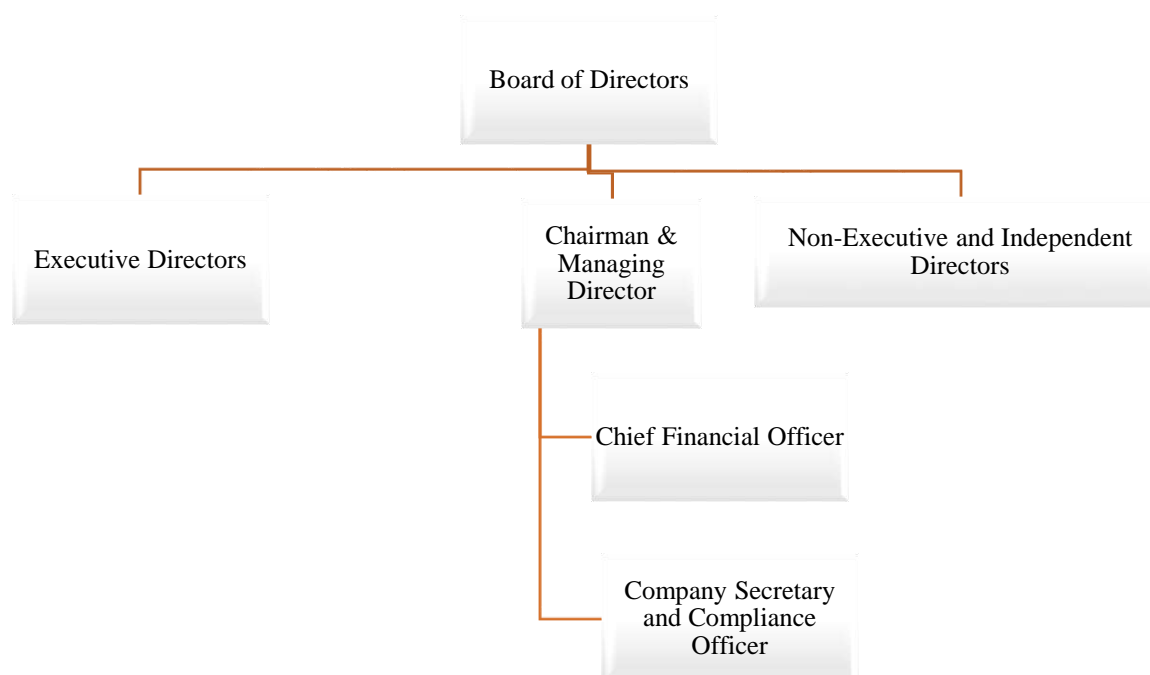 Board of Directors
Executive Directors
Chairman &
Managing
Director
Non-Executive and Independent
Directors
Chief Financial Officer
Company Secretary
and Compliance
Officer